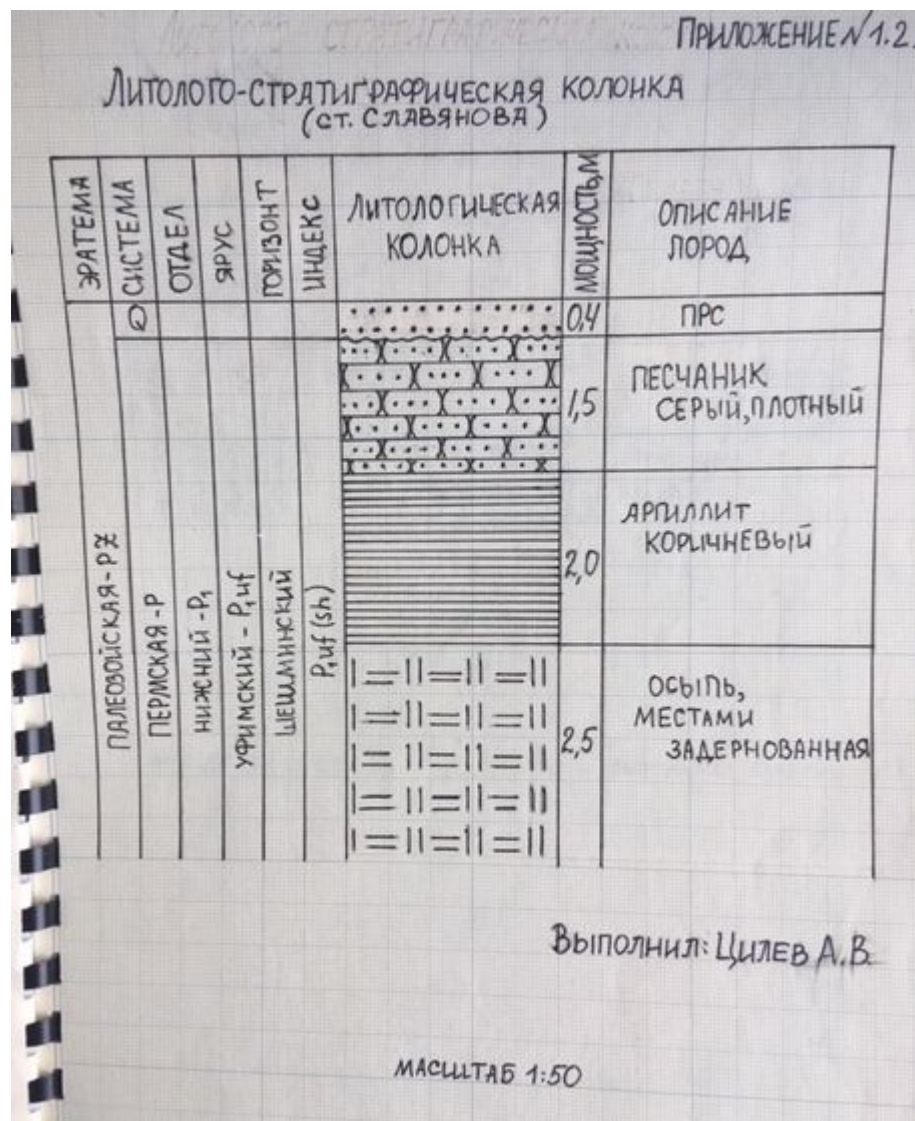 ПРИЛОЖЕНИЕ № 1.2.
ЛИТОЛОГО-СТРАТИГРАФИЧЕСКАЯ КОЛОНКА
(СТ. СЛАВЯНОВА)
ЭРАТЕМА
СИСТЕМА
ОТДЕЛ
ЯРУС
ГОРИЗОНТ
ИНДЕКС
ЛИТОЛОГИЧЕСКАЯ
КОЛОНКА
МОЩНОСТЬ,М
ОПИСАНИЕ
ПОРОД
Q
0,4
ПРС
1,5
ПЕСЧАНИК
СЕРЫЙ, ПЛОТНЫЙ
2,0
АРГИЛЛИТ
КОРИЧНЕВЫЙ
ПАЛЕОЗОЙСКАЯ-PZ
ПЕРМСКАЯ-P
НИЖНИЙ-P₁
УФИМСКИЙ-P₁uf
ШЕШМИНСКИЙ
P₁uf(sh)
2,5
ОСЫПЬ,
МЕСТАМИ
ЗАДЕРНОВАННАЯ
ВЫПОЛНИЛ: ЦИЛЕВ А.В.
МАСШТАБ 1:50